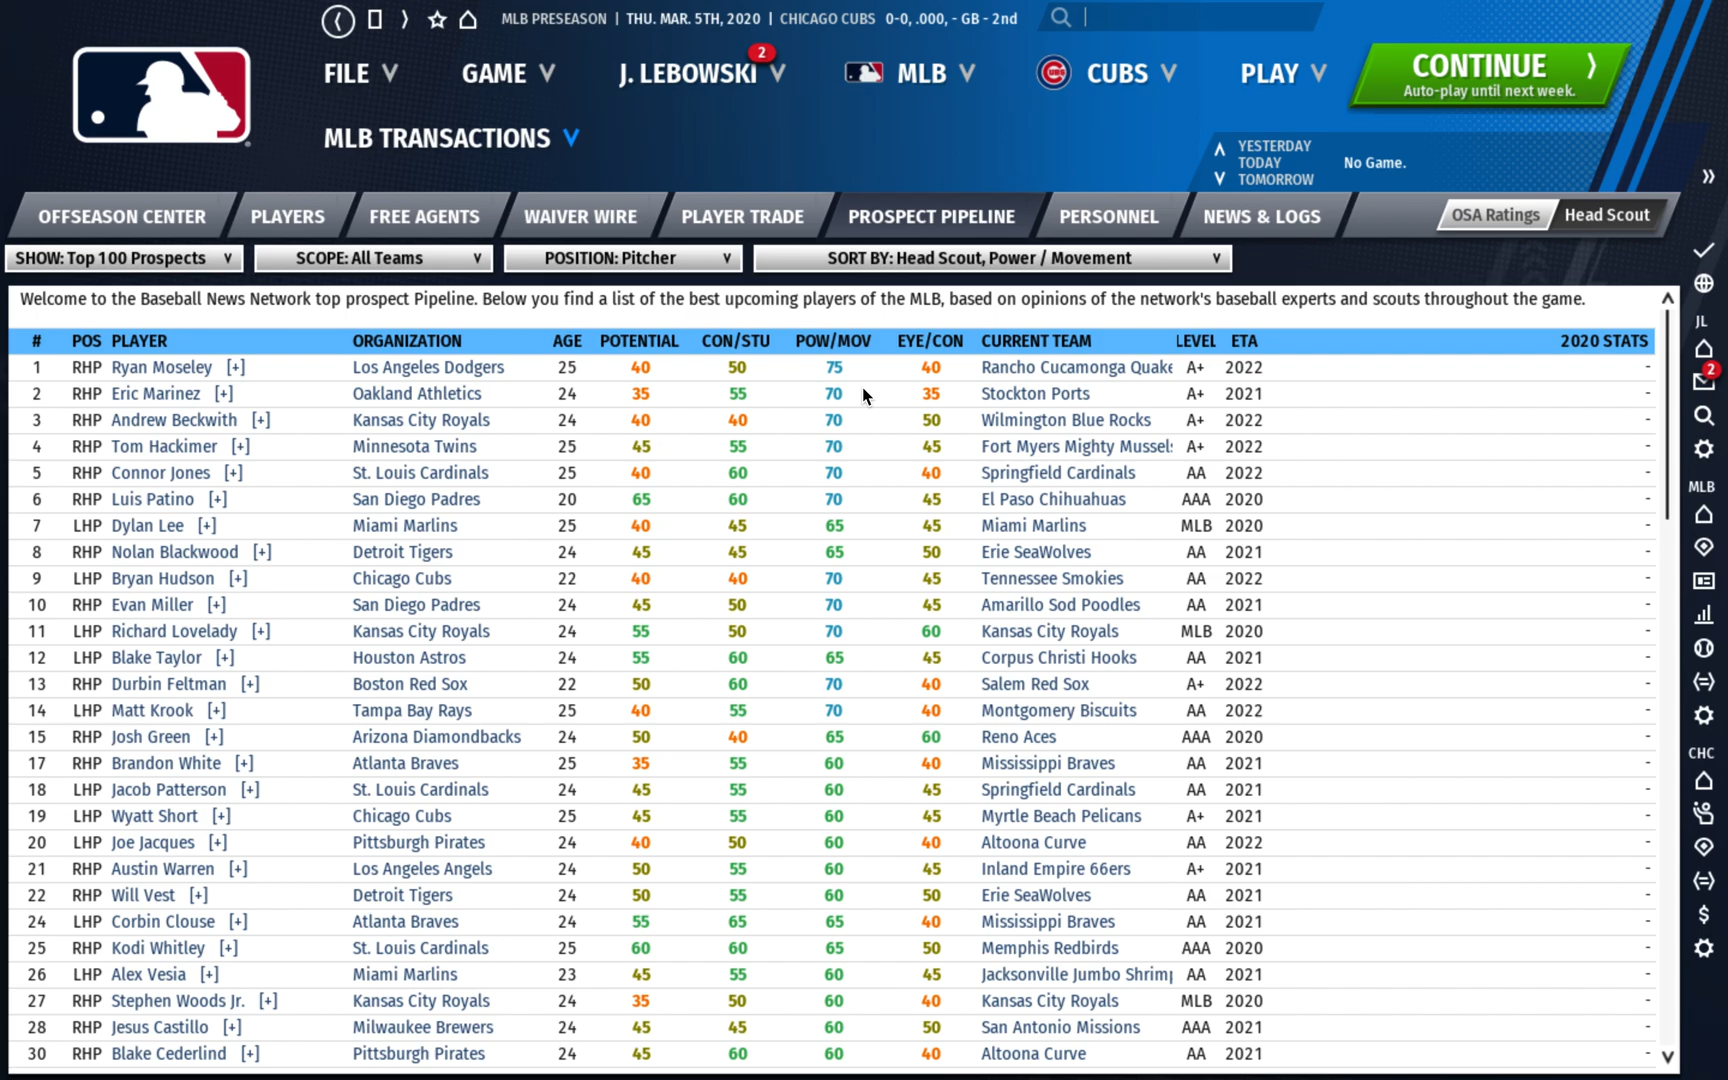 MLB PRESEASON | THU. MAR. 5TH, 2020 | CHICAGO CUBS 0-0, .000, - GB - 2nd
FILE GAME J. LEBOWSKI 2 MLB CUBS PLAY CONTINUE
Auto-play until next week.
MLB TRANSACTIONS
YESTERDAY
TODAY No Game.
TOMORROW
OFFSEASON CENTER PLAYERS FREE AGENTS WAIVER WIRE PLAYER TRADE PROSPECT PIPELINE PERSONNEL NEWS & LOGS OSA Ratings Head Scout
SHOW: Top 100 Prospects SCOPE: All Teams POSITION: Pitcher SORT BY: Head Scout, Power / Movement
Welcome to the Baseball News Network top prospect Pipeline. Below you find a list of the best upcoming players of the MLB, based on opinions of the network's baseball experts and scouts throughout the game.
# POS PLAYER ORGANIZATION AGE POTENTIAL CON/STU POW/MOV EYE/CON CURRENT TEAM LEVEL ETA 2020 STATS
1 RHP Ryan Moseley [+] Los Angeles Dodgers 25 40 50 75 40 Rancho Cucamonga Quake A+ 2022 -
2 RHP Eric Marinez [+] Oakland Athletics 24 35 55 70 35 Stockton Ports A+ 2021 -
3 RHP Andrew Beckwith [+] Kansas City Royals 24 40 40 70 50 Wilmington Blue Rocks A+ 2022 -
4 RHP Tom Hackimer [+] Minnesota Twins 25 45 55 70 45 Fort Myers Mighty Mussels A+ 2022 -
5 RHP Connor Jones [+] St. Louis Cardinals 25 40 60 70 40 Springfield Cardinals AA 2022 -
6 RHP Luis Patino [+] San Diego Padres 20 65 60 70 45 El Paso Chihuahuas AAA 2020 -
7 LHP Dylan Lee [+] Miami Marlins 25 40 45 65 45 Miami Marlins MLB 2020 -
8 RHP Nolan Blackwood [+] Detroit Tigers 24 45 45 65 50 Erie SeaWolves AA 2021 -
9 LHP Bryan Hudson [+] Chicago Cubs 22 40 40 70 45 Tennessee Smokies AA 2022 -
10 RHP Evan Miller [+] San Diego Padres 24 45 50 70 45 Amarillo Sod Poodles AA 2021 -
11 LHP Richard Lovelady [+] Kansas City Royals 24 55 50 70 60 Kansas City Royals MLB 2020 -
12 LHP Blake Taylor [+] Houston Astros 24 55 60 65 45 Corpus Christi Hooks AA 2021 -
13 RHP Durbin Feltman [+] Boston Red Sox 22 50 60 70 40 Salem Red Sox A+ 2022 -
14 LHP Matt Krook [+] Tampa Bay Rays 25 40 55 70 40 Montgomery Biscuits AA 2022 -
15 RHP Josh Green [+] Arizona Diamondbacks 24 50 40 65 60 Reno Aces AAA 2020 -
17 RHP Brandon White [+] Atlanta Braves 25 35 55 60 40 Mississippi Braves AA 2021 -
18 LHP Jacob Patterson [+] St. Louis Cardinals 24 45 55 60 45 Springfield Cardinals AA 2021 -
19 LHP Wyatt Short [+] Chicago Cubs 24 45 55 60 45 Myrtle Beach Pelicans A+ 2021 -
20 LHP Joe Jacques [+] Pittsburgh Pirates 24 40 50 60 40 Altoona Curve AA 2022 -
21 RHP Austin Warren [+] Los Angeles Angels 24 50 55 60 45 Inland Empire 66ers A+ 2021 -
22 RHP Will Vest [+] Detroit Tigers 24 50 55 60 50 Erie SeaWolves AA 2021 -
24 LHP Corbin Clouse [+] Atlanta Braves 24 55 65 65 40 Mississippi Braves AA 2021 -
25 RHP Kodi Whitley [+] St. Louis Cardinals 25 60 60 65 50 Memphis Redbirds AAA 2020 -
26 LHP Alex Vesia [+] Miami Marlins 23 45 55 60 45 Jacksonville Jumbo Shrimp AA 2021 -
27 RHP Stephen Woods Jr. [+] Kansas City Royals 24 35 50 60 40 Kansas City Royals MLB 2020 -
28 RHP Jesus Castillo [+] Milwaukee Brewers 24 45 45 60 50 San Antonio Missions AAA 2021 -
30 RHP Blake Cederlind [+] Pittsburgh Pirates 24 45 60 60 40 Altoona Curve AA 2021 -
JL
2
MLB
CHC